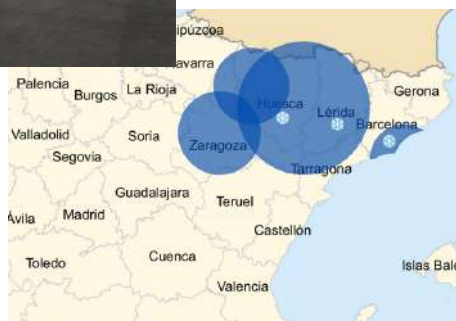 ipúzcoa
avarra
Palencia
Burgos
La Rioja
Huesca
Lérida
Gerona
Barcelona
Valladolid
Soria
Zaragoza
Segovia
Tarragona
Guadalajara
Teruel
Ávila
Madrid
Castellón
Toledo
Cuenca
Islas Bale
Valencia